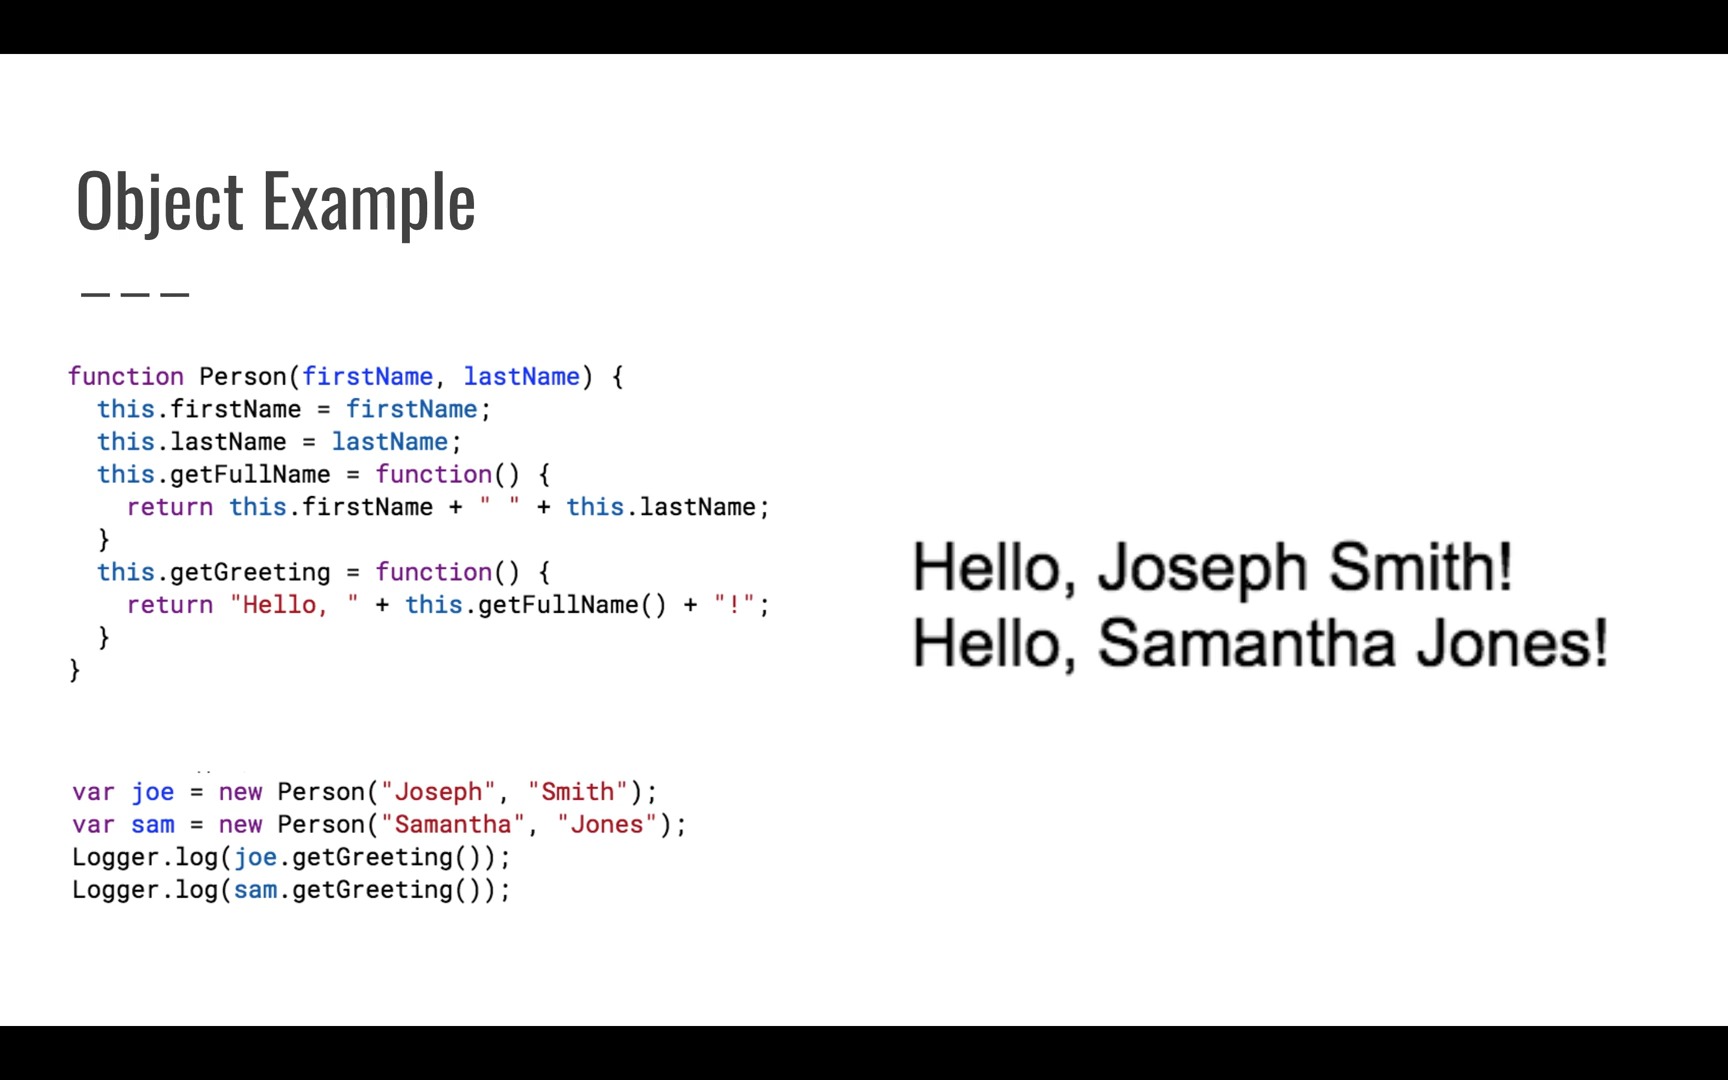 Object Example
function Person(firstName, lastName) {
  this.firstName = firstName;
  this.lastName = lastName;
  this.getFullName = function() {
    return this.firstName + " " + this.lastName;
  }
  this.getGreeting = function() {
    return "Hello, " + this.getFullName() + "!";
  }
}
var joe = new Person("Joseph", "Smith");
var sam = new Person("Samantha", "Jones");
Logger.log(joe.getGreeting());
Logger.log(sam.getGreeting());
Hello, Joseph Smith!
Hello, Samantha Jones!